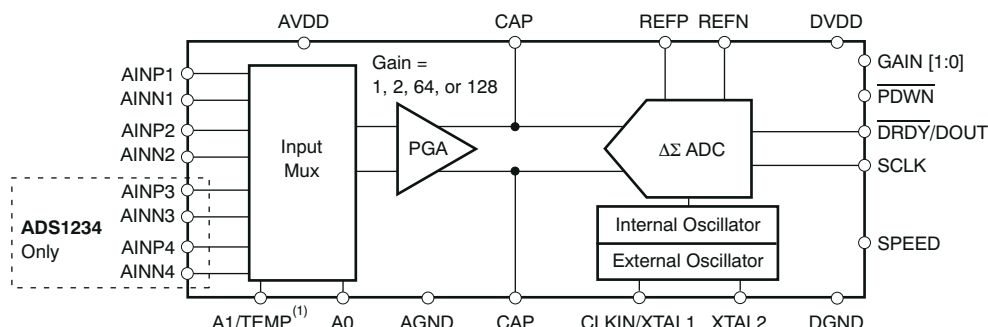 AVDD
CAP
REFP REFN
DVDD
Gain =
1, 2, 64, or 128
GAIN [1:0]
PDWN
DRDY/DOUT
SCLK
SPEED
AINP1
AINN1
AINP2
AINN2
AINP3
AINN3
AINP4
AINN4
ADS1234
Only
Input
Mux
PGA
ΔΣ ADC
Internal Oscillator
External Oscillator
A1/TEMP(1)
A0
AGND
CAP
CLKIN/XTAL1
XTAL2
DGND